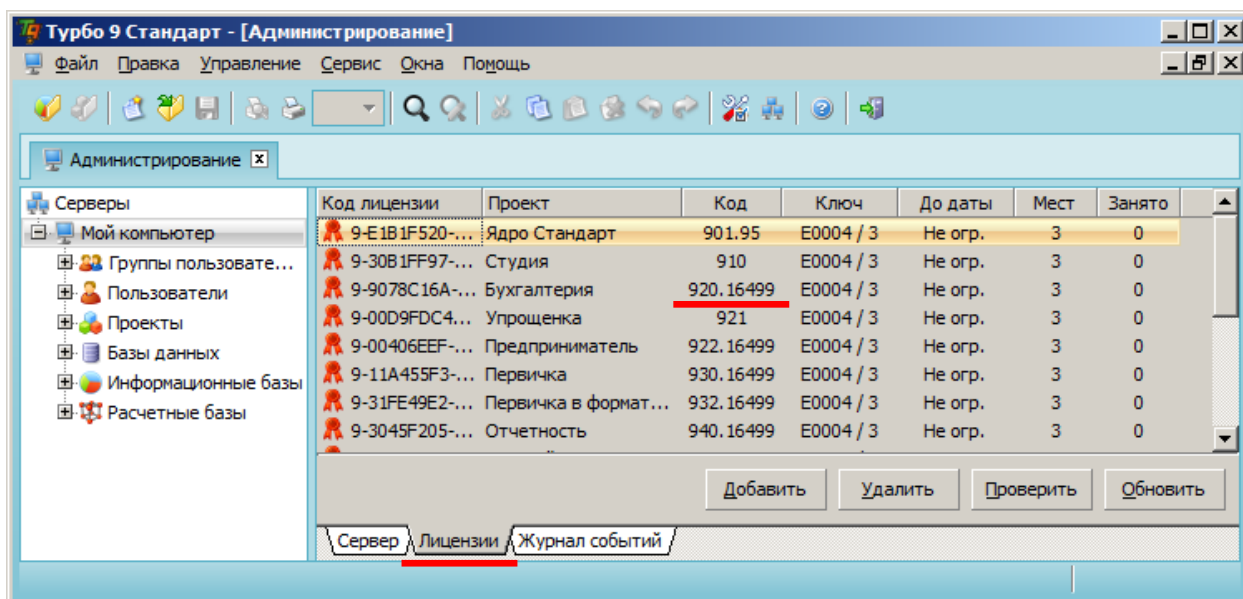 Турбо 9 Стандарт - [Администрирование]
Файл Правка Управление Сервис Окна Помощь
Администрирование
Серверы
Мой компьютер
Группы пользовате...
Пользователи
Проекты
Базы данных
Информационные базы
Расчетные базы
Код лицензии Проект Код Ключ До даты Мест Занято
9-E1B1F520-... Ядро Стандарт 901.95 E0004 / 3 Не огр. 3 0
9-30B1FF97-... Студия 910 E0004 / 3 Не огр. 3 0
9-9078C16A-... Бухгалтерия 920.16499 E0004 / 3 Не огр. 3 0
9-00D9FDC4... Упрощенка 921 E0004 / 3 Не огр. 3 0
9-00406EEF-... Предприниматель 922.16499 E0004 / 3 Не огр. 3 0
9-11A455F3-... Первичка 930.16499 E0004 / 3 Не огр. 3 0
9-31FE49E2-... Первичка в формат... 932.16499 E0004 / 3 Не огр. 3 0
9-3045F205-... Отчетность 940.16499 E0004 / 3 Не огр. 3 0
Добавить Удалить Проверить Обновить
Сервер Лицензии Журнал событий